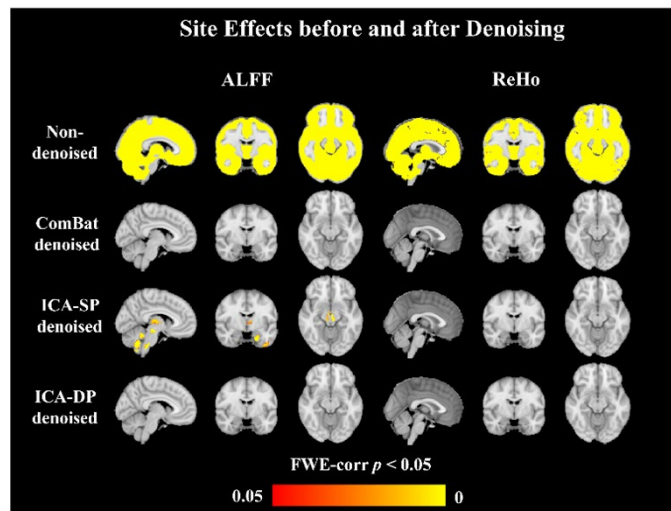 Site Effects before and after Denoising
ALFF
ReHo
Non-
denoised
ComBat
denoised
ICA-SP
denoised
ICA-DP
denoised
FWE-corr p < 0.05
0.05
0